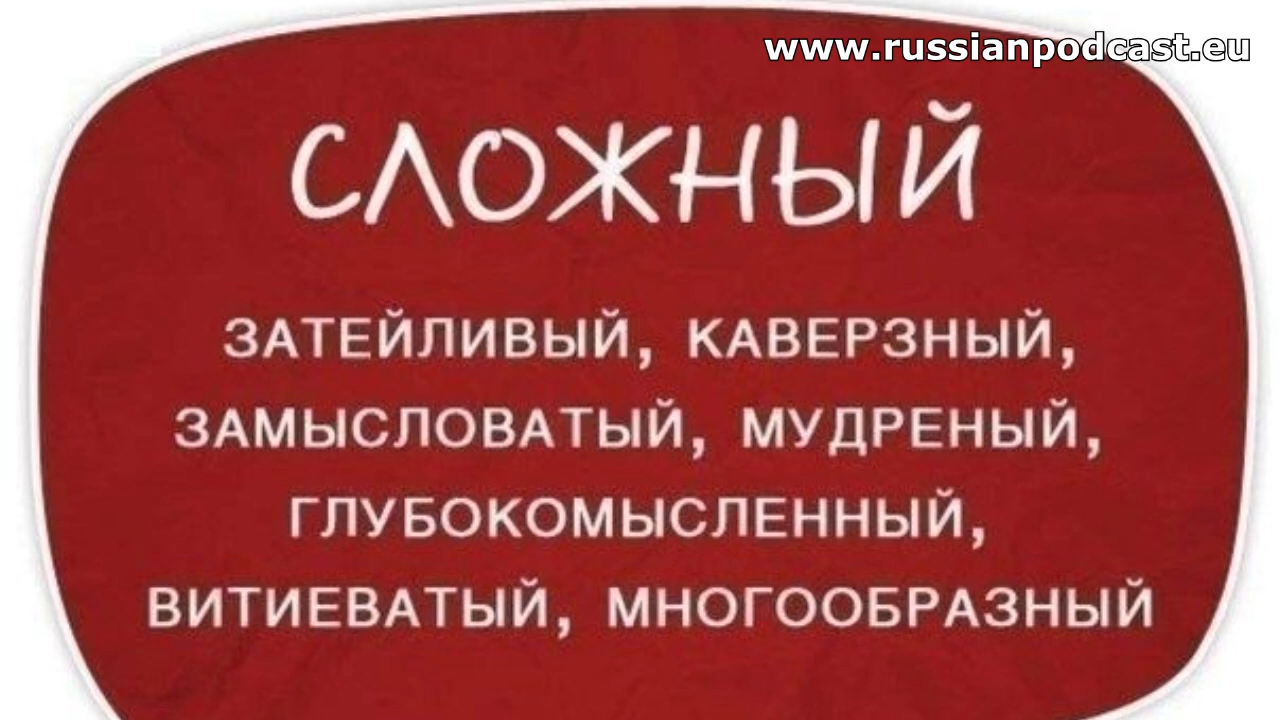 www.russianpodcast.eu
СЛОЖНЫЙ
ЗАТЕЙЛИВЫЙ, КАВЕРЗНЫЙ,
ЗАМЫСЛОВАТЫЙ, МУДРЕНЫЙ,
ГЛУБОКОМЫСЛЕННЫЙ,
ВИТИЕВАТЫЙ, МНОГООБРАЗНЫЙ